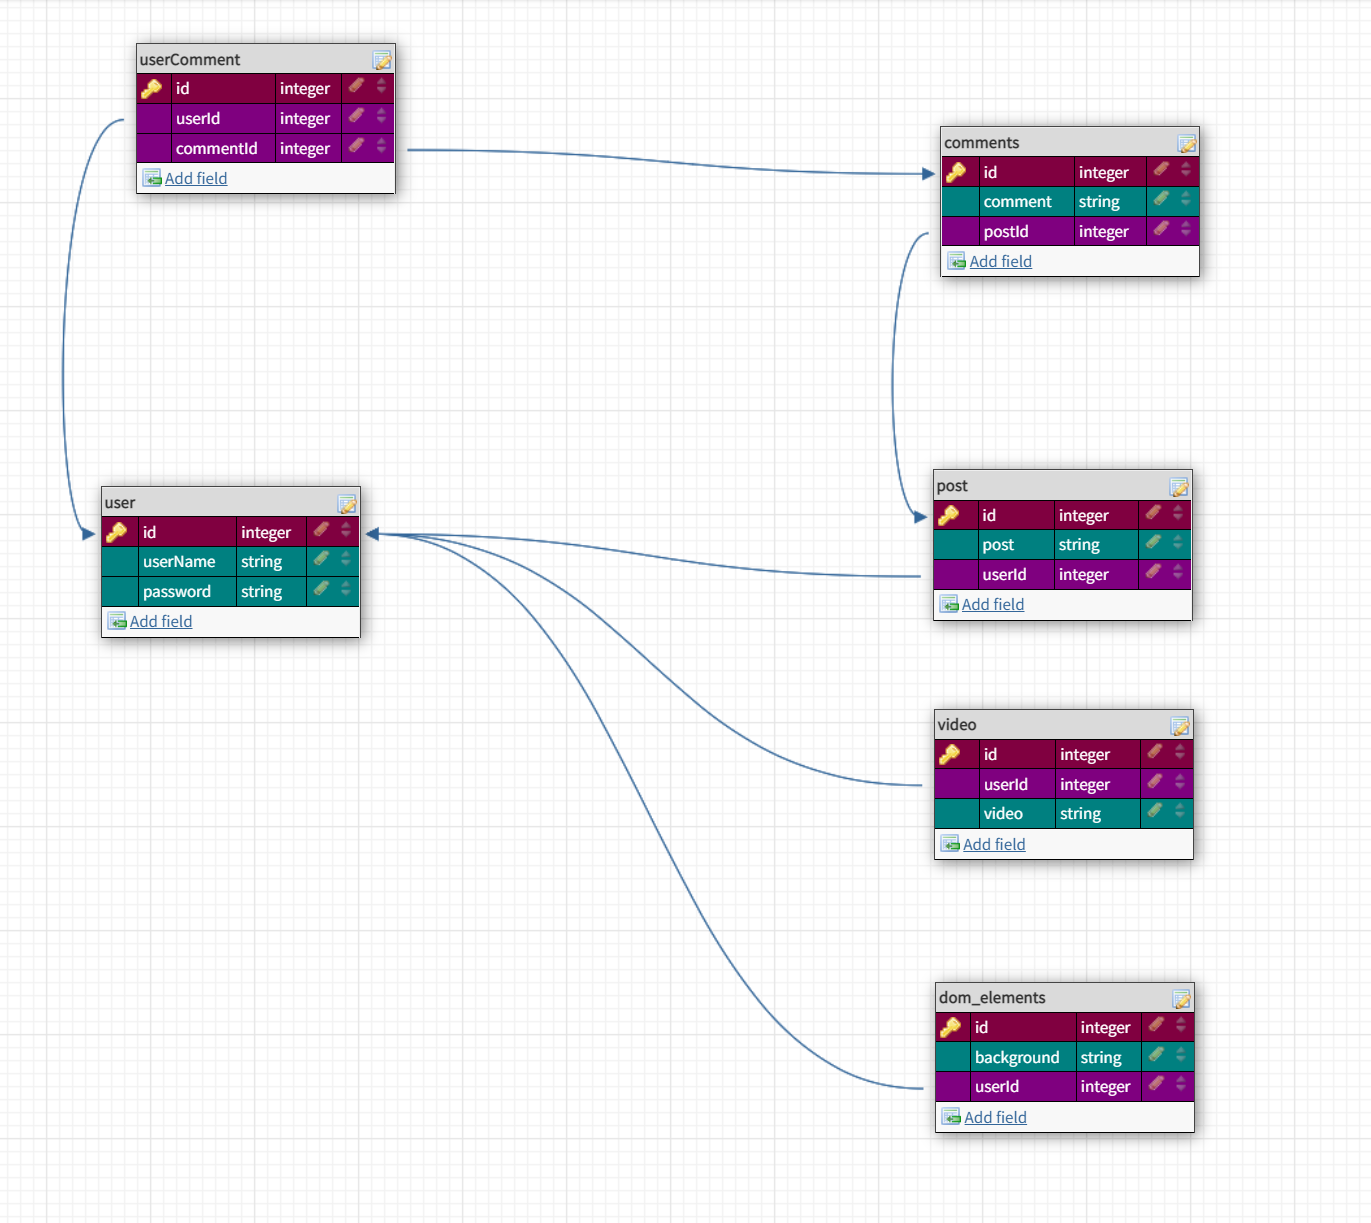 userComment
id integer
userId integer
commentId integer
Add field
comments
id integer
comment string
postId integer
Add field
user
id integer
userName string
password string
Add field
post
id integer
post string
userId integer
Add field
video
id integer
userId integer
video string
Add field
dom_elements
id integer
background string
userId integer
Add field